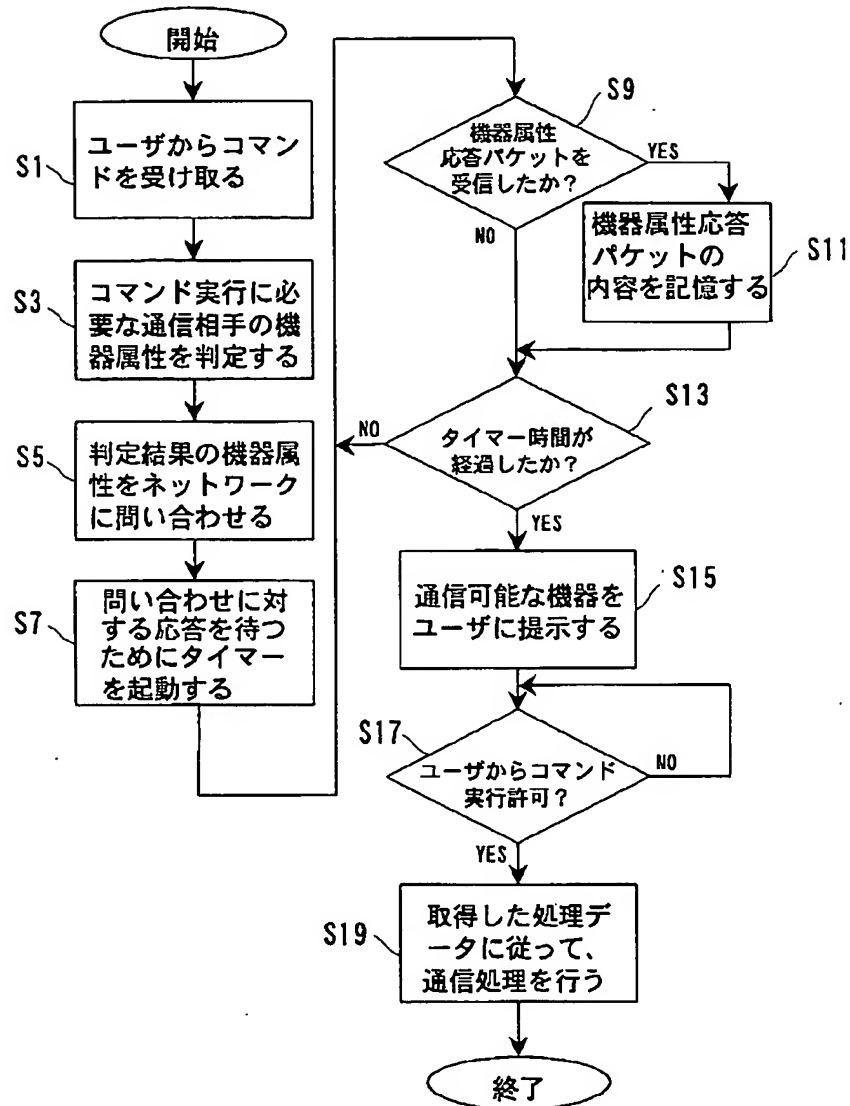 開始
S1
ユーザからコマン
ドを受け取る
S3
コマンド実行に必
要な通信相手の機
器属性を判定する
S5
判定結果の機器属
性をネットワーク
に問い合わせる
S7
問い合わせに対
する応答を待つ
ためにタイマー
を起動する
S9
機器属性
応答パケットを
受信したか?
YES
NO
機器属性応答
パケットの
内容を記憶する
S11
S13
タイマー時間が
経過したか?
NO
YES
S15
通信可能な機器を
ユーザに提示する
S17
ユーザからコマンド
実行許可?
NO
YES
S19
取得した処理デ
ータに従って、
通信処理を行う
終了